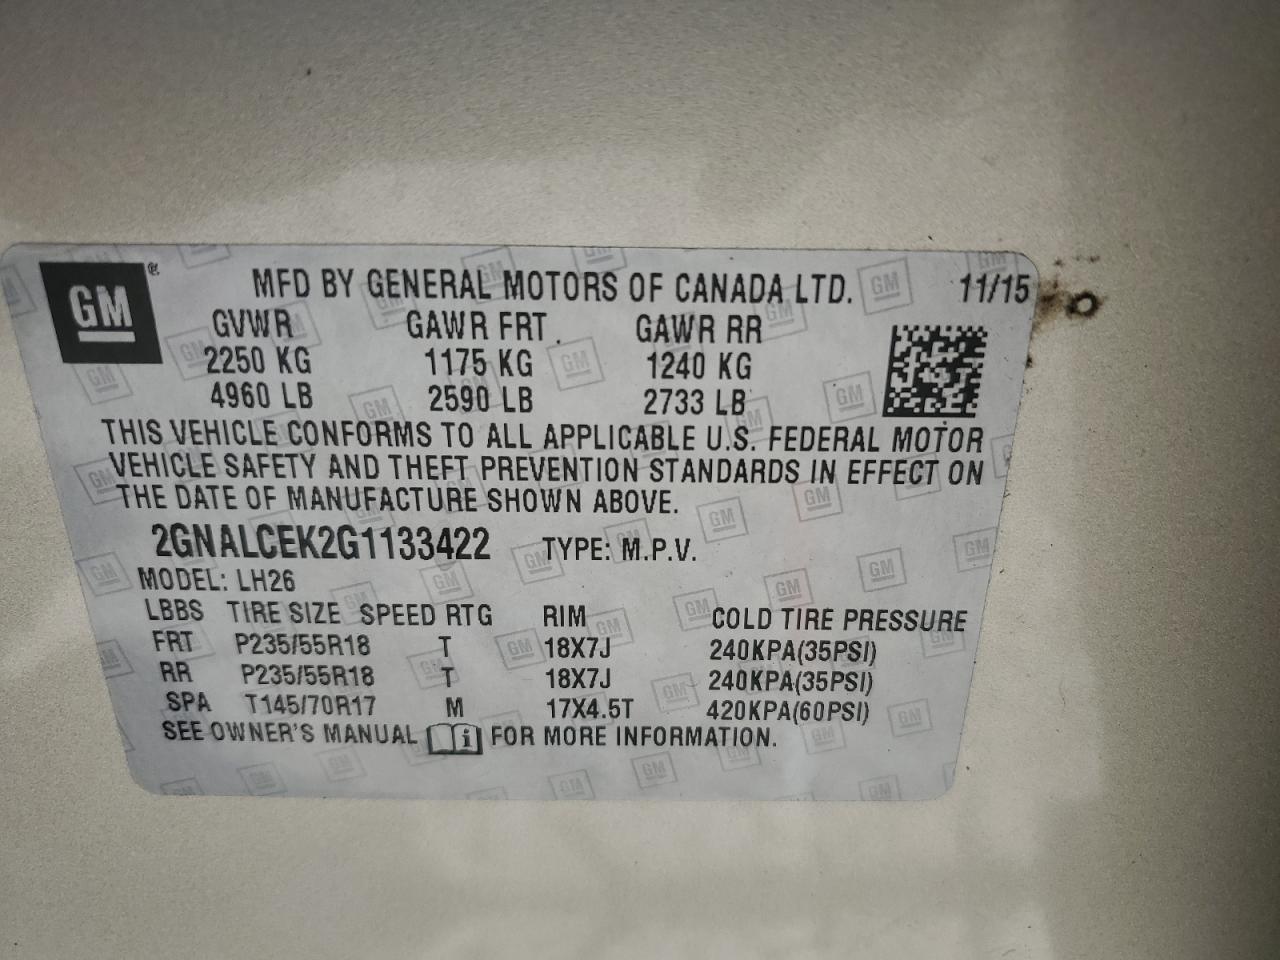 GM®
MFD BY GENERAL MOTORS OF CANADA LTD. 11/15
GVWR GAWR FRT. GAWR RR
2250 KG 1175 KG 1240 KG
4960 LB 2590 LB 2733 LB
THIS VEHICLE CONFORMS TO ALL APPLICABLE U.S. FEDERAL MOTOR
VEHICLE SAFETY AND THEFT PREVENTION STANDARDS IN EFFECT ON
THE DATE OF MANUFACTURE SHOWN ABOVE.
2GNALCEK2G1133422 TYPE: M.P.V.
MODEL: LH26
LBBS TIRE SIZE SPEED RTG RIM COLD TIRE PRESSURE
FRT P235/55R18 T 18X7J 240KPA(35PSI)
RR P235/55R18 T 18X7J 240KPA(35PSI)
SPA T145/70R17 M 17X4.5T 420KPA(60PSI)
SEE OWNER'S MANUAL i FOR MORE INFORMATION.